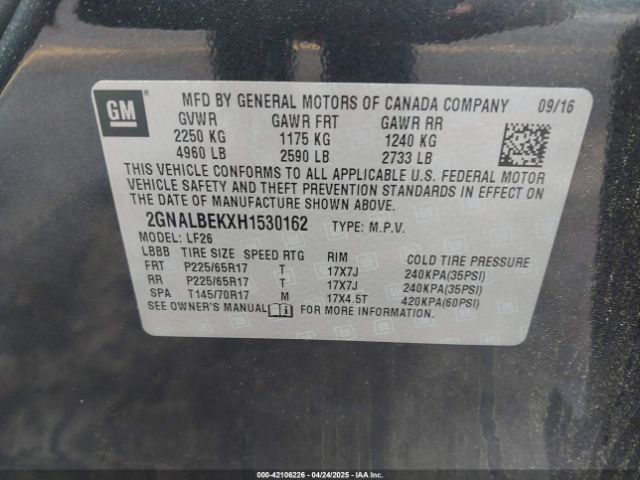 GM ®
MFD BY GENERAL MOTORS OF CANADA COMPANY 09/16
GVWR GAWR FRT GAWR RR
2250 KG 1175 KG 1240 KG
4960 LB 2590 LB 2733 LB
THIS VEHICLE CONFORMS TO ALL APPLICABLE U.S. FEDERAL MOTOR
VEHICLE SAFETY AND THEFT PREVENTION STANDARDS IN EFFECT ON
THE DATE OF MANUFACTURE SHOWN ABOVE.
2GNALBEKXH1530162 TYPE: M.P.V.
MODEL: LF26
LBBB TIRE SIZE SPEED RTG RIM COLD TIRE PRESSURE
FRT P225/65R17 T 17X7J 240KPA(35PSI)
RR P225/65R17 T 17X7J 240KPA(35PSI)
SPA T145/70R17 M 17X4.5T 420KPA(60PSI)
SEE OWNER'S MANUAL FOR MORE INFORMATION
000-42106226 - 04/24/2025 - IAAI.COM